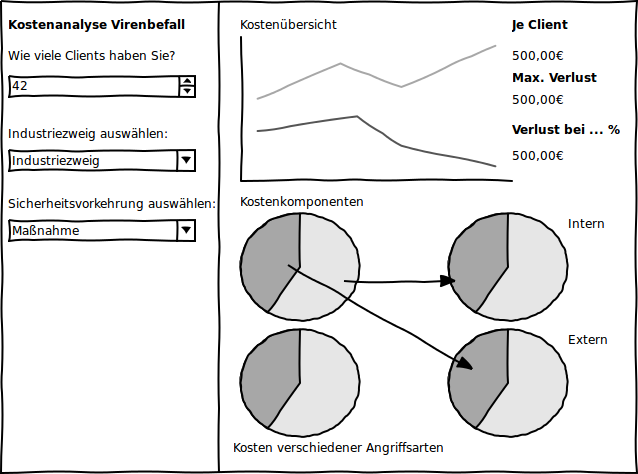 Kostenanalyse Virenbefall
Wie viele Clients haben Sie?
42
Industriezweig auswählen:
Industriezweig
Sicherheitsvorkehrung auswählen:
Maßnahme
Kostenübersicht
Je Client
500,00€
Max. Verlust
500,00€
Verlust bei ... %
500,00€
Kostenkomponenten
Intern
Extern
Kosten verschiedener Angriffsarten